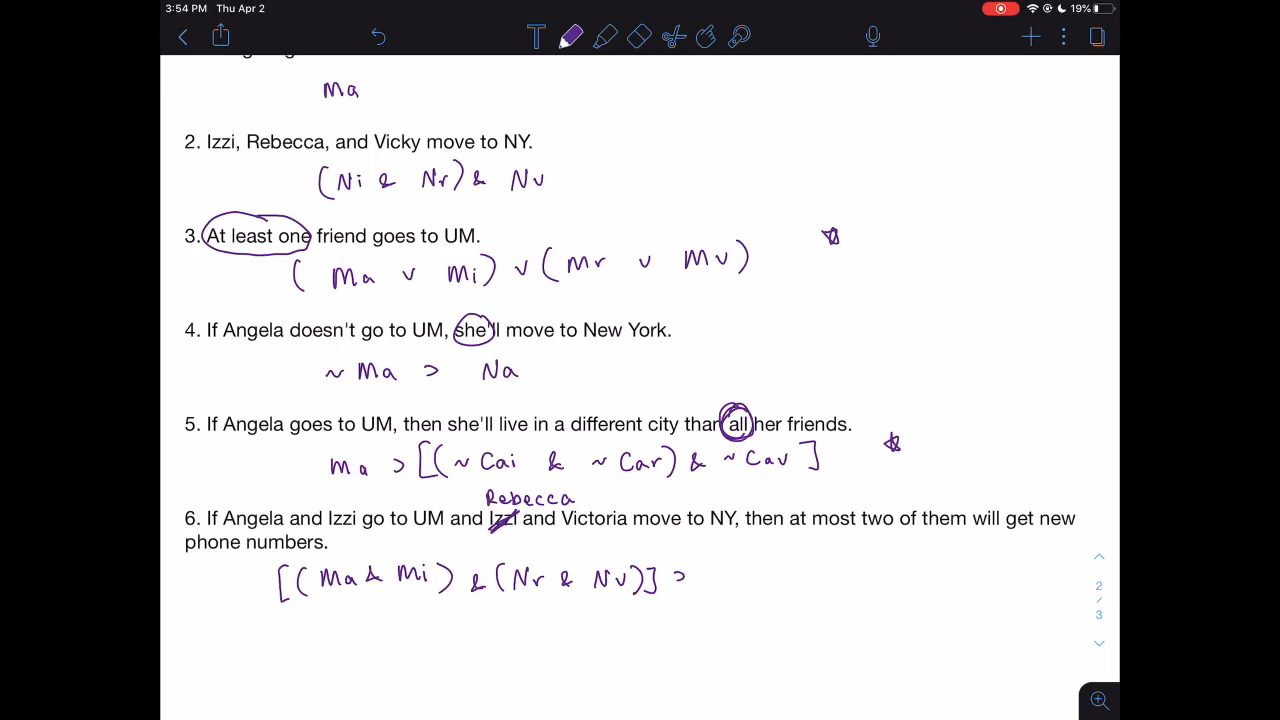 3:54 PM Thu Apr 2 19%
Ma
2. Izzi, Rebecca, and Vicky move to NY.
(Ni & Nr) & Nv
3. At least one friend goes to UM.
(Ma v Mi) v (Mr v Mv)
4. If Angela doesn't go to UM, she'll move to New York.
~Ma > Na
5. If Angela goes to UM, then she'll live in a different city than all her friends.
Ma > [(~Cai & ~Car) & ~Cav]
Rebecca
6. If Angela and Izzi go to UM and Izzi and Victoria move to NY, then at most two of them will get new
phone numbers.
[(Ma & Mi) & (Nr & Nv)] >
2
3